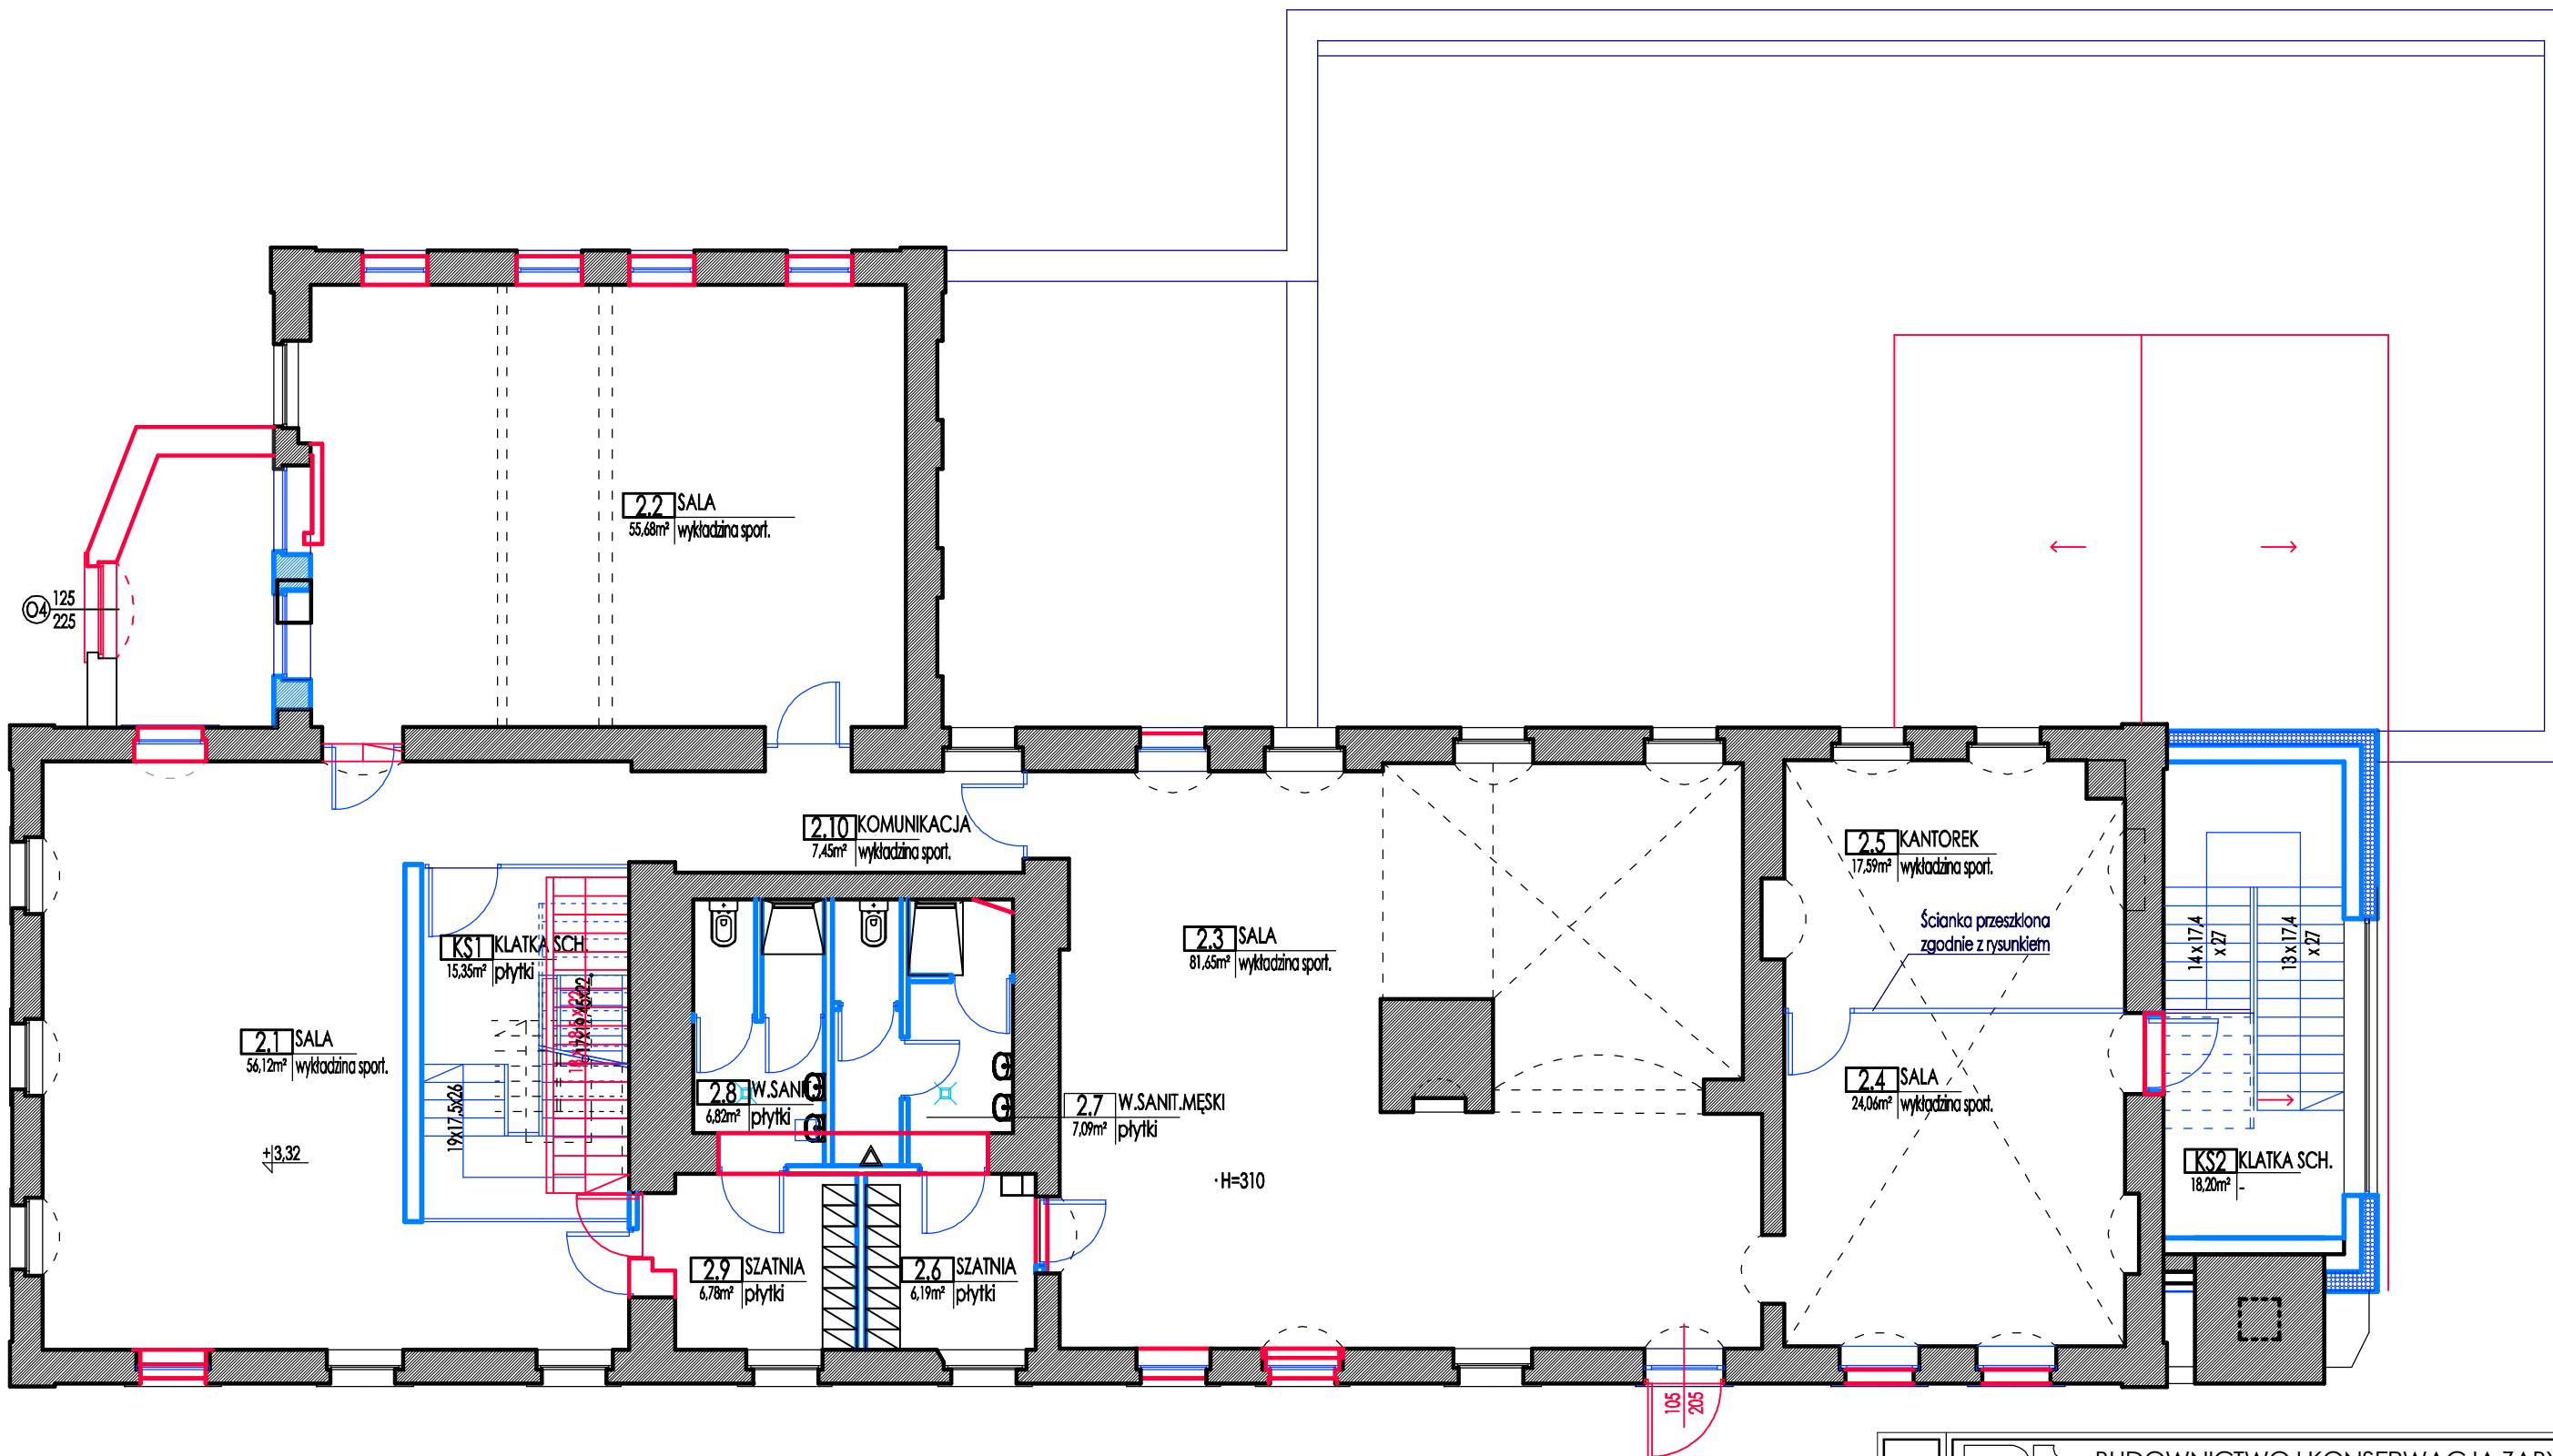 2.2 SALA
55,68m² wykładzina sport.
O4 125
225
2.10 KOMUNIKACJA
7,45m² wykładzina sport.
2.5 KANTOREK
17,59m² wykładzina sport.
Ścianka przeszklona
zgodnie z rysunkiem
14 x 17,4
x 27
13 x 17,4
x 27
KS1 KLATKA SCH.
15,35m² płytki
2.3 SALA
81,65m² wykładzina sport.
2.1 SALA
56,12m² wykładzina sport.
19x17,5x26
2.8 W.SANIT.
6,82m² płytki
2.7 W.SANIT.MĘSKI
7,09m² płytki
2.4 SALA
24,06m² wykładzina sport.
+3,32
H=310
KS2 KLATKA SCH.
18,20m² -
2.9 SZATNIA
6,78m² płytki
2.6 SZATNIA
6,19m² płytki
105
205